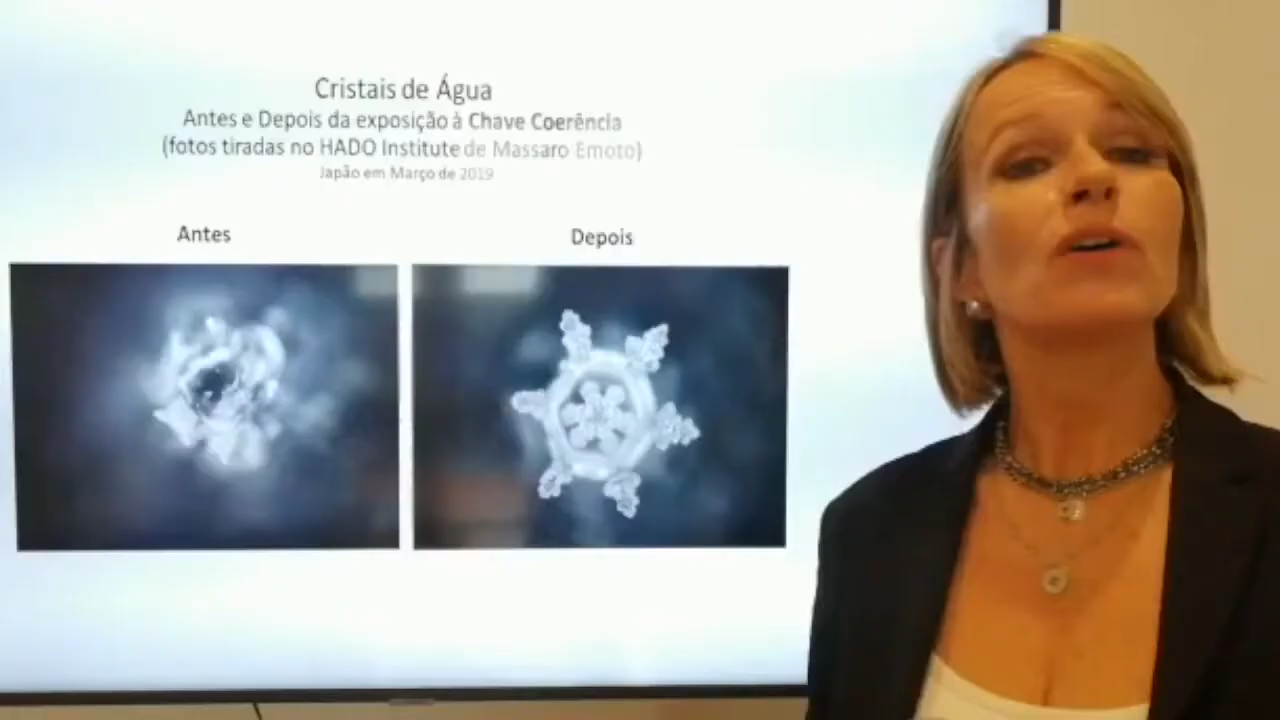 Cristais de Água
Antes e Depois da exposição à Chave Coerência
(fotos tiradas no HADO Institute de Massaro Emoto)
Japão em Março de 2019
Antes
Depois